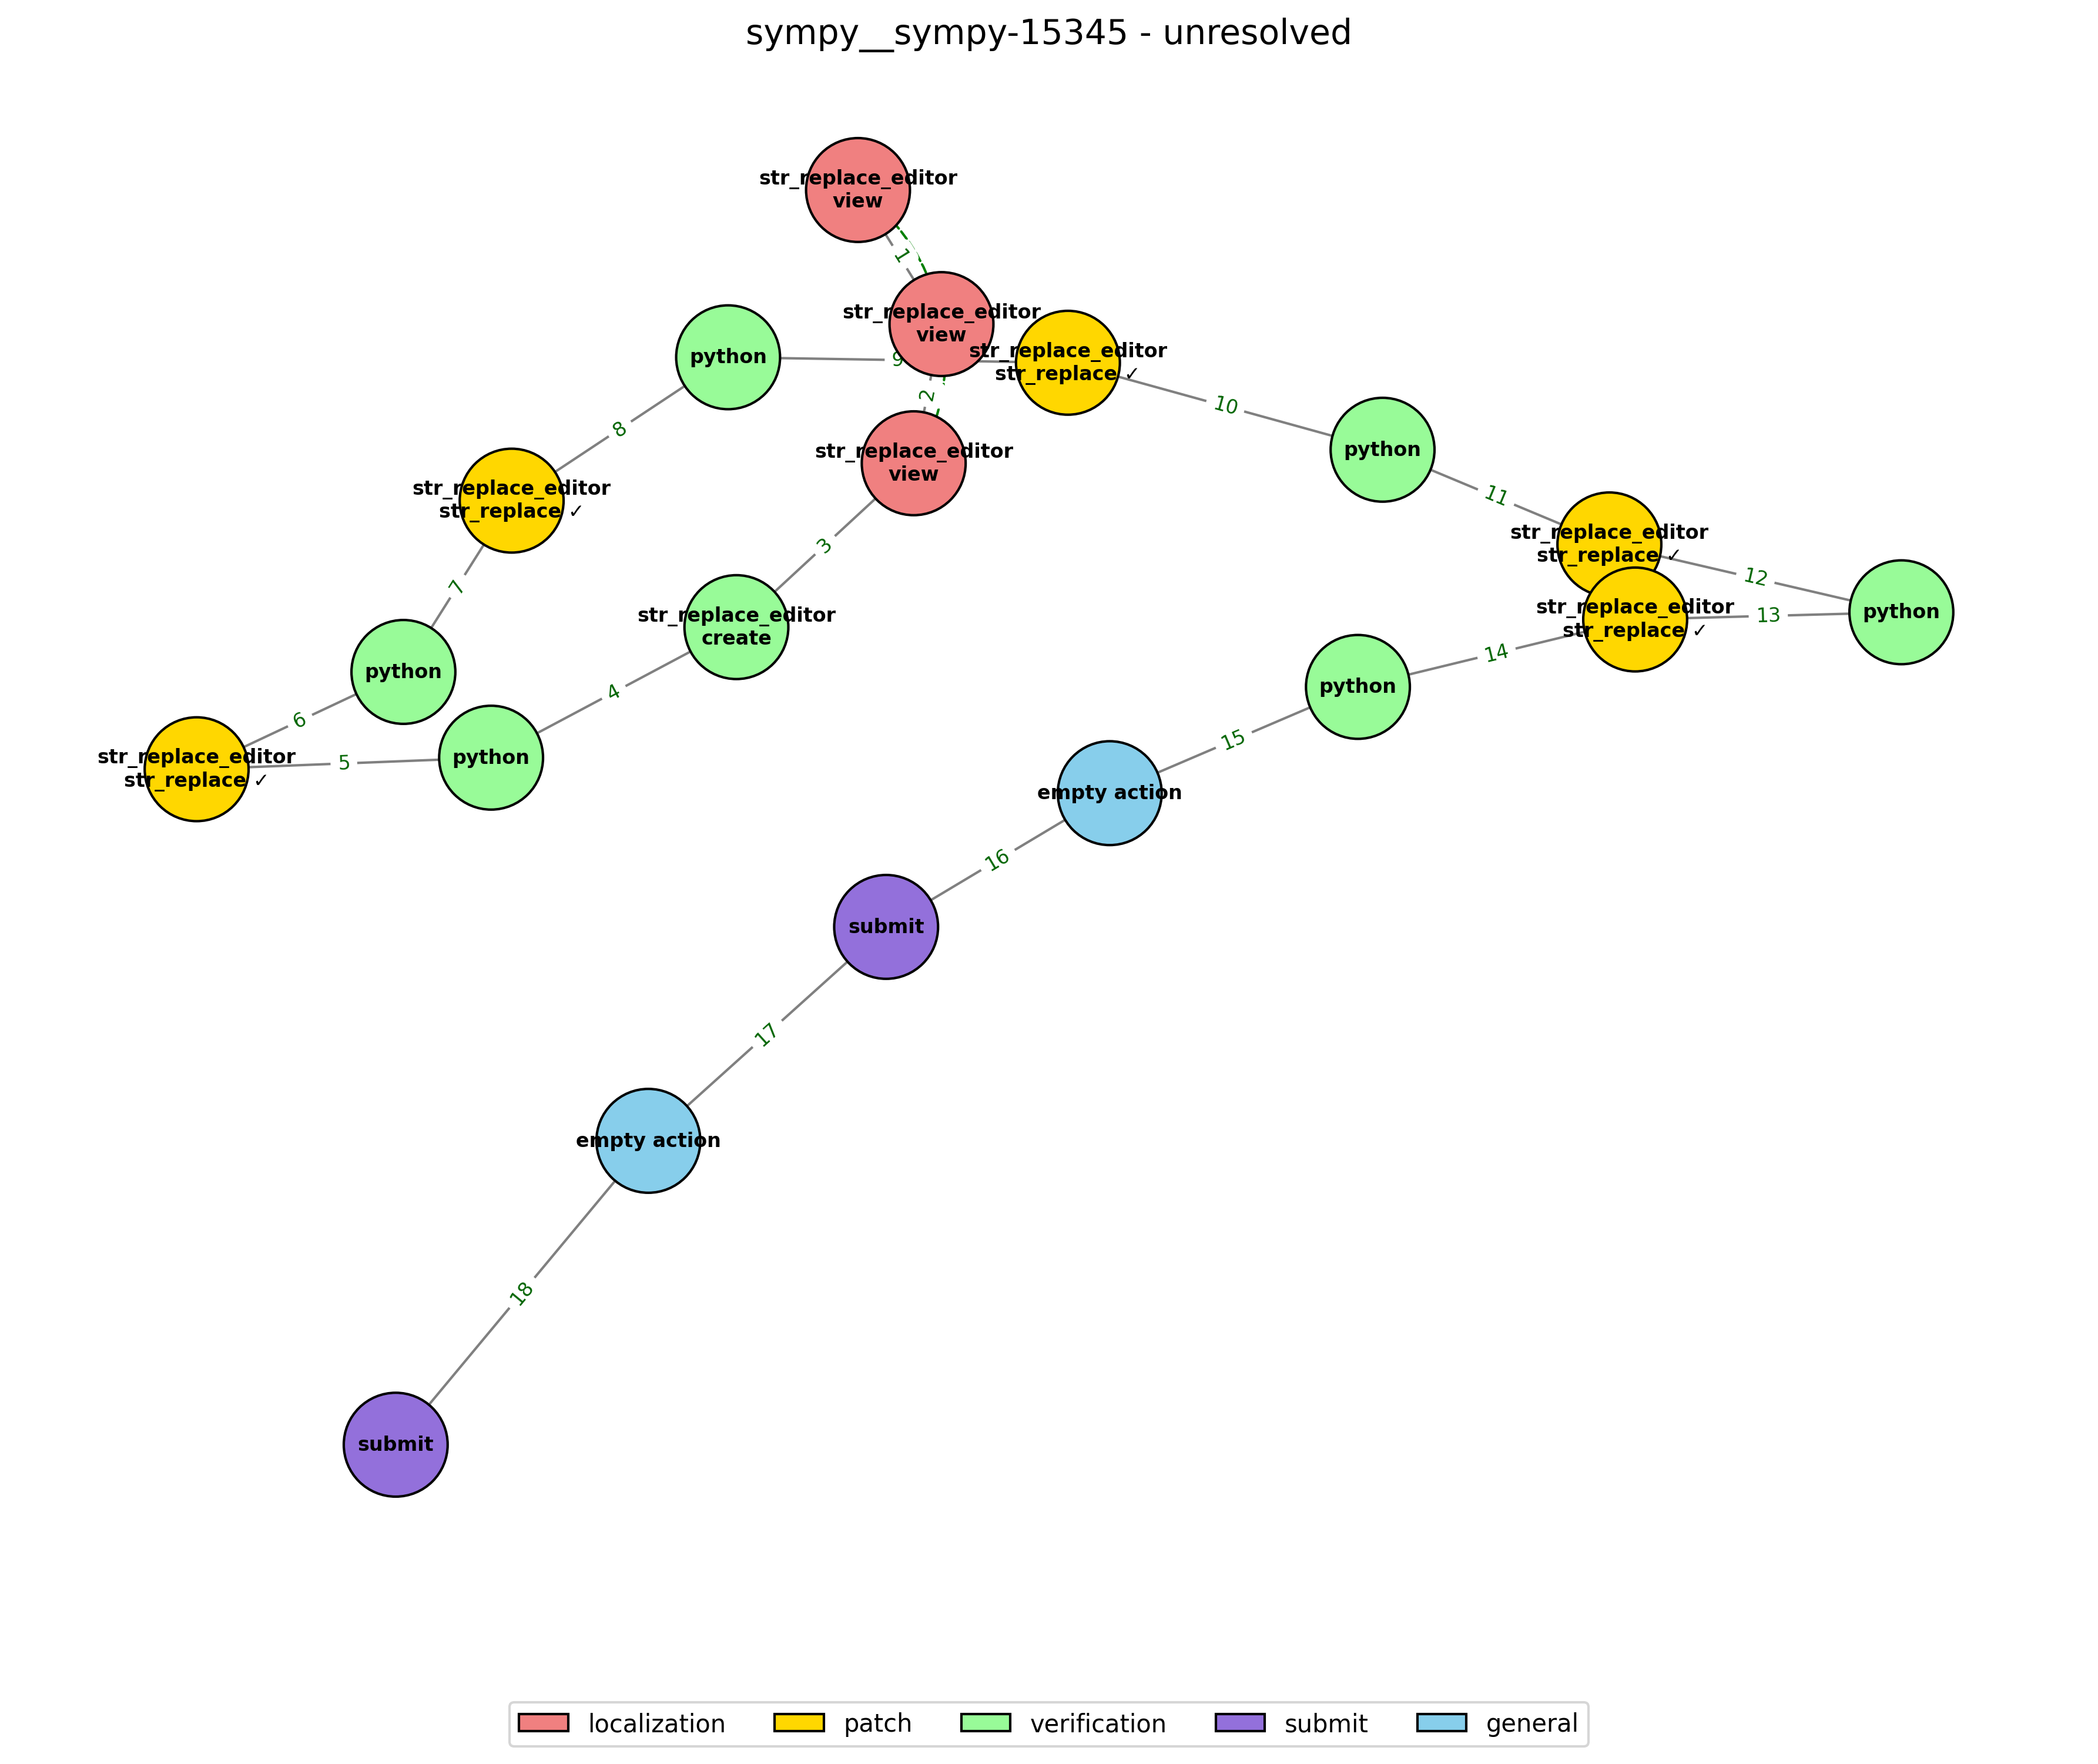 sympy__sympy-15345 - unresolved
str_replace_editor
view
1
str_replace_editor
view
python
9
str_replace_editor
str_replace ✓
2
10
8
python
str_replace_editor
view
str_replace_editor
str_replace ✓
11
str_replace_editor
str_replace ✓
3
12
7
str_replace_editor
create
str_replace_editor
str_replace ✓
13
python
14
python
4
python
6
python
5
str_replace_editor
str_replace ✓
15
empty action
16
submit
17
empty action
18
submit
localization
patch
verification
submit
general